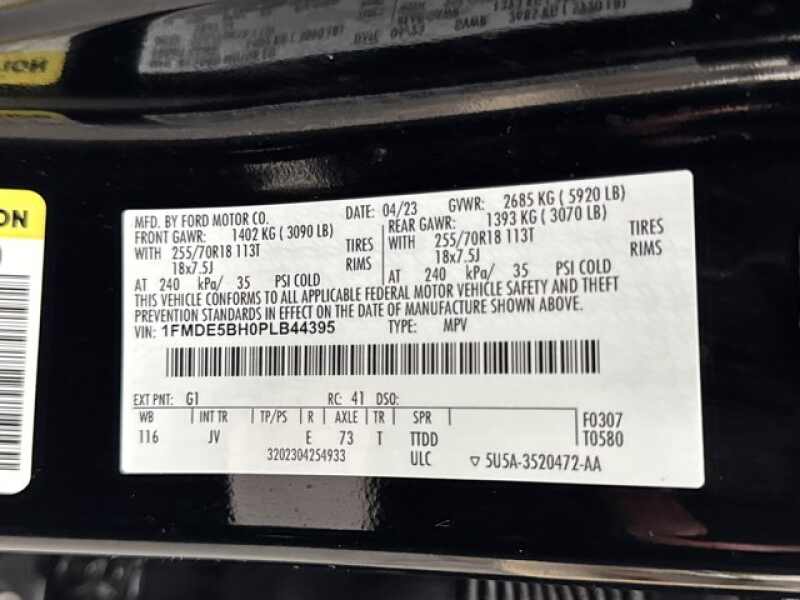 ON
MFD. BY FORD MOTOR CO. DATE: 04/23 GVWR: 2685 KG ( 5920 LB)
FRONT GAWR: 1402 KG ( 3090 LB) REAR GAWR: 1393 KG ( 3070 LB)
WITH 255/70R18 113T TIRES WITH 255/70R18 113T TIRES
18x7.5J RIMS 18x7.5J RIMS
AT 240 kPa/ 35 PSI COLD AT 240 kPa/ 35 PSI COLD
THIS VEHICLE CONFORMS TO ALL APPLICABLE FEDERAL MOTOR VEHICLE SAFETY AND THEFT
PREVENTION STANDARDS IN EFFECT ON THE DATE OF MANUFACTURE SHOWN ABOVE.
VIN: 1FMDE5BH0PLB44395 TYPE: MPV
EXT PNT: G1 RC: 41 DSO:
WB INT TR TP/PS R AXLE TR SPR F0307
116 JV E 73 T TTDD T0580
3202304254933 ULC ▽ 5U5A-3520472-AA